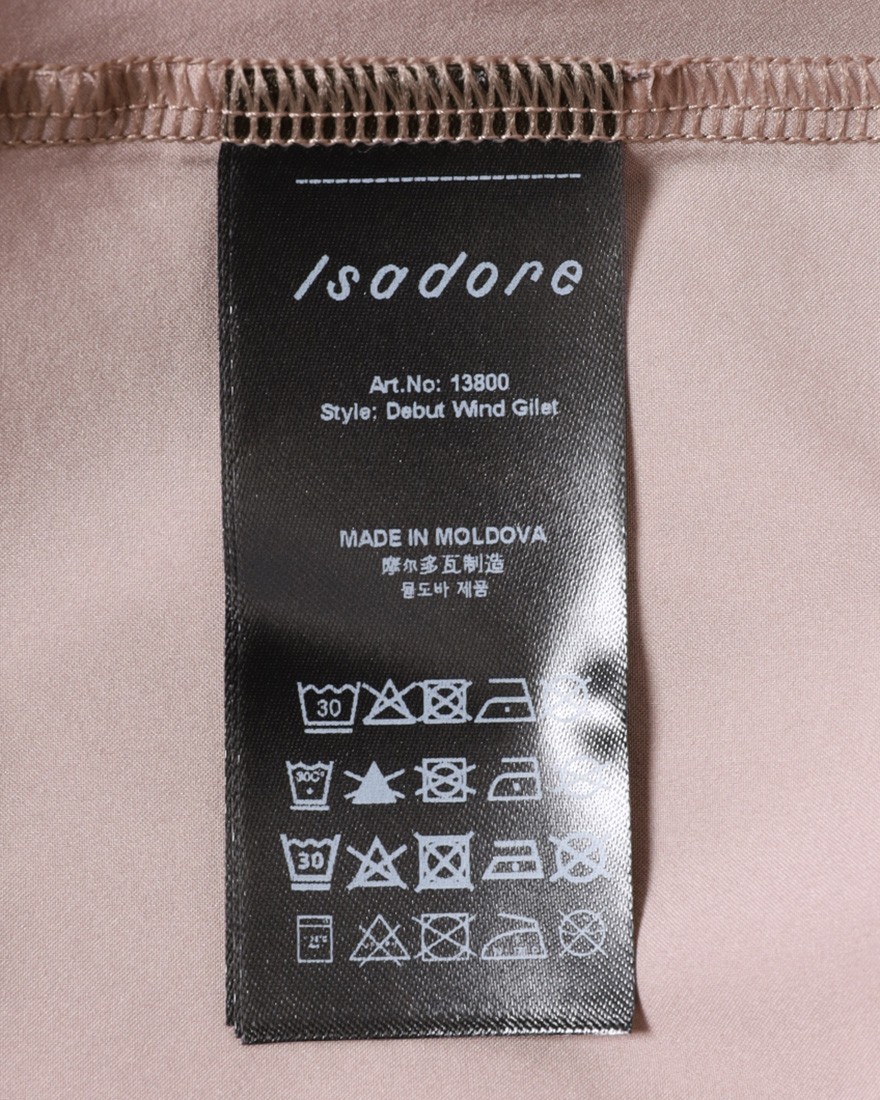 Isadore
Art.No: 13800
Style: Debut Wind Gilet
MADE IN MOLDOVA
摩尔多瓦制造
몰도바 제품
30
30C°
30